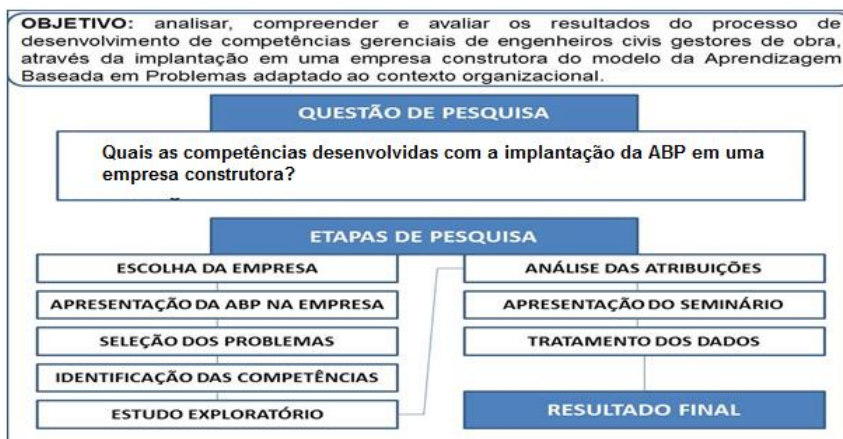 OBJETIVO: analisar, compreender e avaliar os resultados do processo de
desenvolvimento de competências gerenciais de engenheiros civis gestores de obra,
através da implantação em uma empresa construtora do modelo da Aprendizagem
Baseada em Problemas adaptado ao contexto organizacional.
QUESTÃO DE PESQUISA
Quais as competências desenvolvidas com a implantação da ABP em uma
empresa construtora?
ETAPAS DE PESQUISA
ESCOLHA DA EMPRESA
APRESENTAÇÃO DA ABP NA EMPRESA
SELEÇÃO DOS PROBLEMAS
IDENTIFICAÇÃO DAS COMPETÊNCIAS
ESTUDO EXPLORATÓRIO
ANÁLISE DAS ATRIBUIÇÕES
APRESENTAÇÃO DO SEMINÁRIO
TRATAMENTO DOS DADOS
RESULTADO FINAL